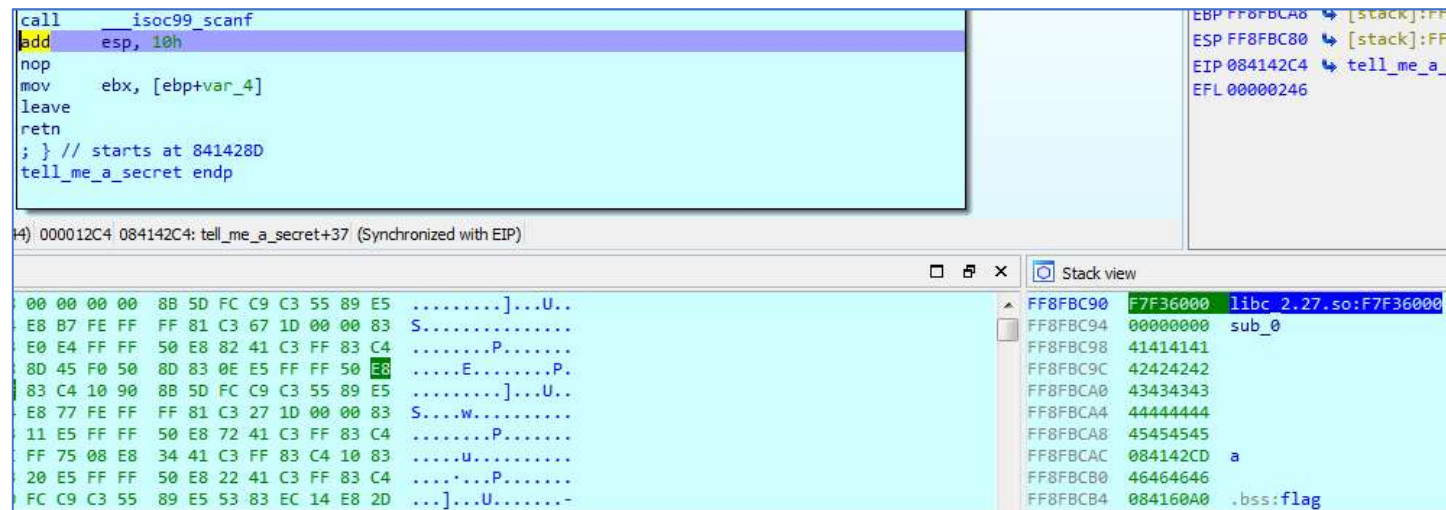 call ___isoc99_scanf
add esp, 10h
nop
mov ebx, [ebp+var_4]
leave
retn
; } // starts at 841428D
tell_me_a_secret endp
EBP FF8FBCA8 [stack]:FF
ESP FF8FBC80 [stack]:FF
EIP 084142C4 tell_me_a_
EFL 00000246
44) 000012C4 084142C4: tell_me_a_secret+37 (Synchronized with EIP)
00 00 00 00 8B 5D FC C9 C3 55 89 E5 .........]...U..
E8 B7 FE FF FF 81 C3 67 1D 00 00 83 S...............
E0 E4 FF FF 50 E8 82 41 C3 FF 83 C4 ........P.......
8D 45 F0 50 8D 83 0E E5 FF FF 50 E8 .....E........P.
83 C4 10 90 8B 5D FC C9 C3 55 89 E5 .........]...U..
E8 77 FE FF FF 81 C3 27 1D 00 00 83 S....w..........
11 E5 FF FF 50 E8 72 41 C3 FF 83 C4 ........P.......
FF 75 08 E8 34 41 C3 FF 83 C4 10 83 .....u..........
20 E5 FF FF 50 E8 22 41 C3 FF 83 C4 ....·...P.......
FC C9 C3 55 89 E5 53 83 EC 14 E8 2D ...]...U.......-
Stack view
FF8FBC90 F7F36000 libc_2.27.so:F7F36000
FF8FBC94 00000000 sub_0
FF8FBC98 41414141
FF8FBC9C 42424242
FF8FBCA0 43434343
FF8FBCA4 44444444
FF8FBCA8 45454545
FF8FBCAC 084142CD a
FF8FBCB0 46464646
FF8FBCB4 084160A0 .bss:flag